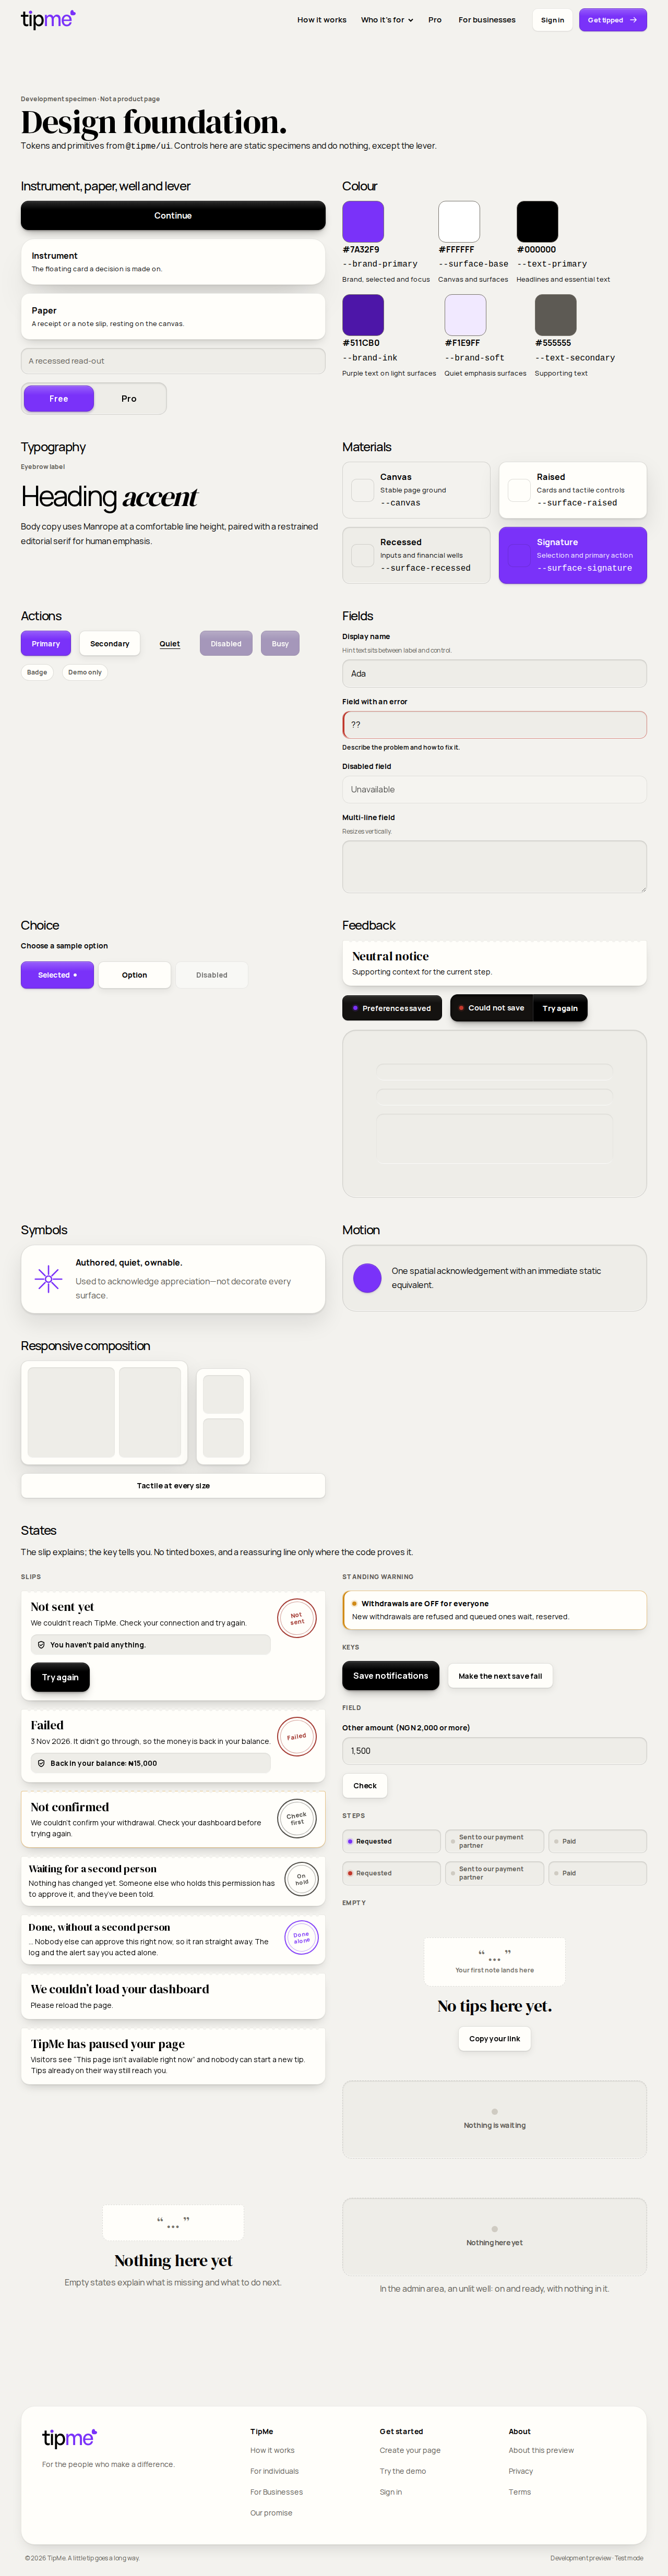 tipme
How it works
Who it's for
Pro
For businesses
Sign in
Get tipped
Development specimen · Not a product page
Design foundation.
Tokens and primitives from @tipme/ui. Controls here are static specimens and do nothing, except the lever.
Instrument, paper, well and lever
Continue
Instrument
The floating card a decision is made on.
Paper
A receipt or a note slip, resting on the canvas.
A recessed read-out
Free
Pro
Colour
#7A32F9
--brand-primary
Brand, selected and focus
#FFFFFF
--surface-base
Canvas and surfaces
#000000
--text-primary
Headlines and essential text
#511CB0
--brand-ink
Purple text on light surfaces
#F1E9FF
--brand-soft
Quiet emphasis surfaces
#555555
--text-secondary
Supporting text
Typography
Eyebrow label
Heading accent
Body copy uses Manrope at a comfortable line height, paired with a restrained
editorial serif for human emphasis.
Materials
Canvas
Stable page ground
--canvas
Raised
Cards and tactile controls
--surface-raised
Recessed
Inputs and financial wells
--surface-recessed
Signature
Selection and primary action
--surface-signature
Actions
Primary
Secondary
Quiet
Disabled
Busy
Badge
Demo only
Fields
Display name
Hint text sits between label and control.
Ada
Field with an error
??
Describe the problem and how to fix it.
Disabled field
Unavailable
Multi-line field
Resizes vertically.
Choice
Choose a sample option
Selected
Option
Disabled
Feedback
Neutral notice
Supporting context for the current step.
Preferences saved
Could not save
Try again
Symbols
Authored, quiet, ownable.
Used to acknowledge appreciation—not decorate every
surface.
Motion
One spatial acknowledgement with an immediate static
equivalent.
Responsive composition
Tactile at every size
States
The slip explains; the key tells you. No tinted boxes, and a reassuring line only where the code proves it.
SLIPS
Not sent yet
We couldn't reach TipMe. Check your connection and try again.
You haven't paid anything.
Try again
Not
sent
Failed
3 Nov 2026. It didn't go through, so the money is back in your balance.
Back in your balance: ₦15,000
Failed
Not confirmed
We couldn't confirm your withdrawal. Check your dashboard before
trying again.
Check
first
Waiting for a second person
Nothing has changed yet. Someone else who holds this permission has
to approve it, and they've been told.
On
hold
Done, without a second person
... Nobody else can approve this right now, so it ran straight away. The
log and the alert say you acted alone.
Done
alone
We couldn't load your dashboard
Please reload the page.
TipMe has paused your page
Visitors see "This page isn't available right now" and nobody can start a new tip.
Tips already on their way still reach you.
STANDING WARNING
Withdrawals are OFF for everyone
New withdrawals are refused and queued ones wait, reserved.
KEYS
Save notifications
Make the next save fail
FIELD
Other amount (NGN 2,000 or more)
1,500
Check
STEPS
Requested
Sent to our payment
partner
Paid
Requested
Sent to our payment
partner
Paid
EMPTY
“ … ”
Your first note lands here
No tips here yet.
Copy your link
Nothing is waiting
“ … ”
Nothing here yet
Empty states explain what is missing and what to do next.
Nothing here yet
In the admin area, an unlit well: on and ready, with nothing in it.
tipme
For the people who make a difference.
TipMe
How it works
For individuals
For Businesses
Our promise
Get started
Create your page
Try the demo
Sign in
About
About this preview
Privacy
Terms
© 2026 TipMe. A little tip goes a long way.
Development preview · Test mode